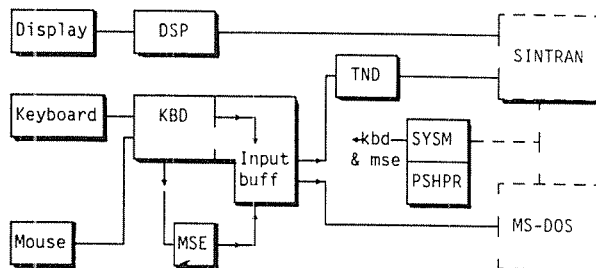 Display
DSP
SINTRAN
TND
Keyboard
KBD
kbd
& mse
SYSM
PSHPR
Input
buff
Mouse
MSE
MS-DOS